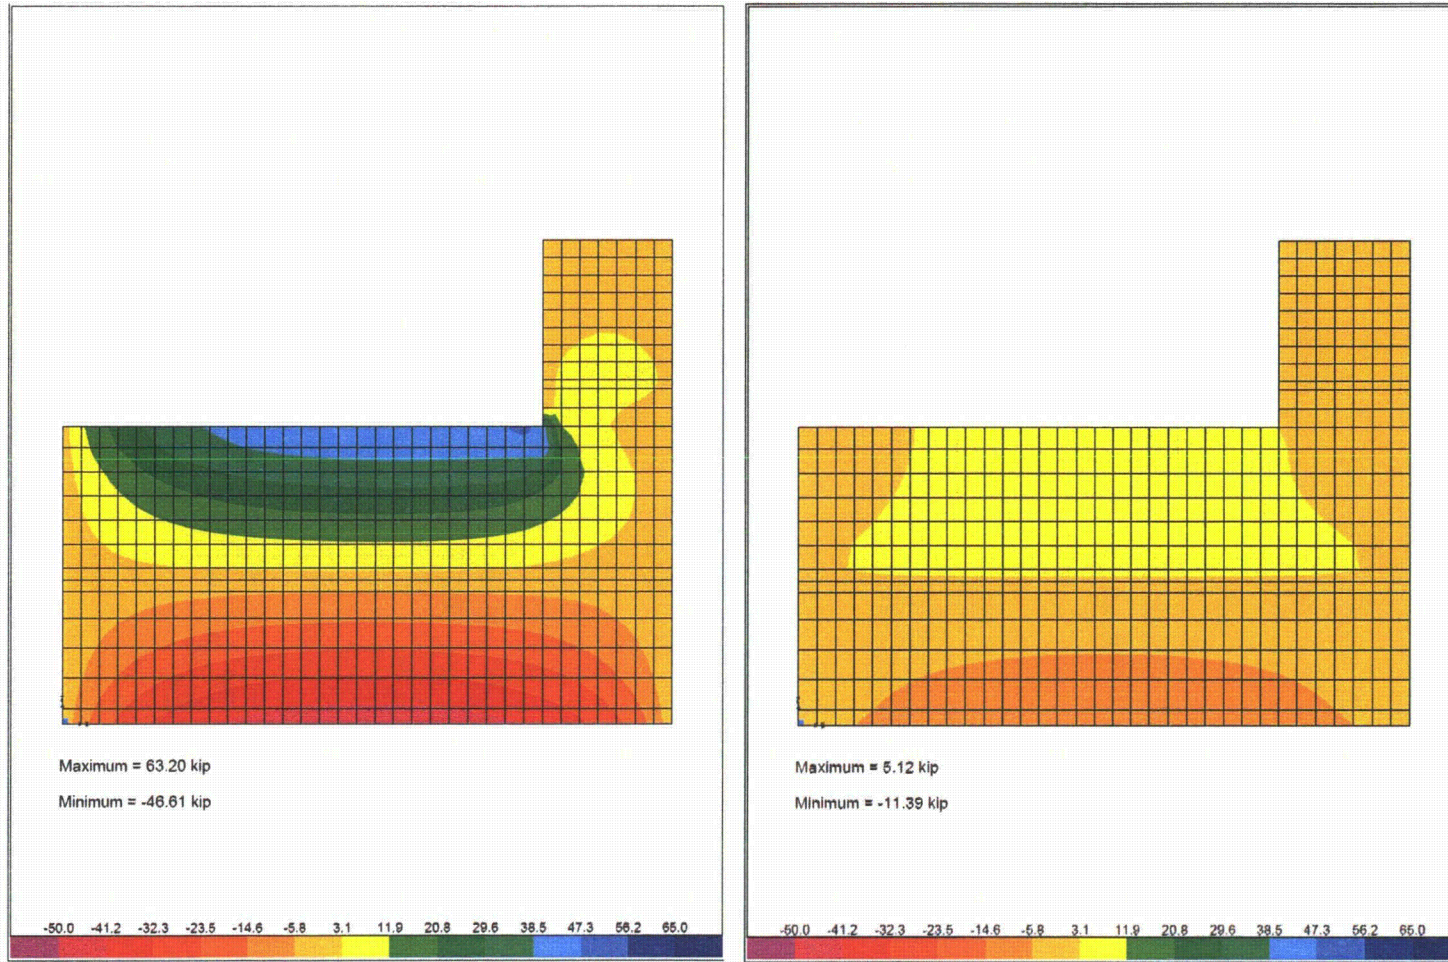 Maximum = 63.20 kip
Minimum = -46.61 kip
-50.0 -41.2 -32.3 -23.5 -14.6 -5.8 3.1 11.9 20.8 29.6 38.5 47.3 56.2 65.0
Maximum = 5.12 kip
Minimum = -11.39 kip
-50.0 -41.2 -32.3 -23.5 -14.6 -5.8 3.1 11.9 20.8 29.6 38.5 47.3 56.2 65.0